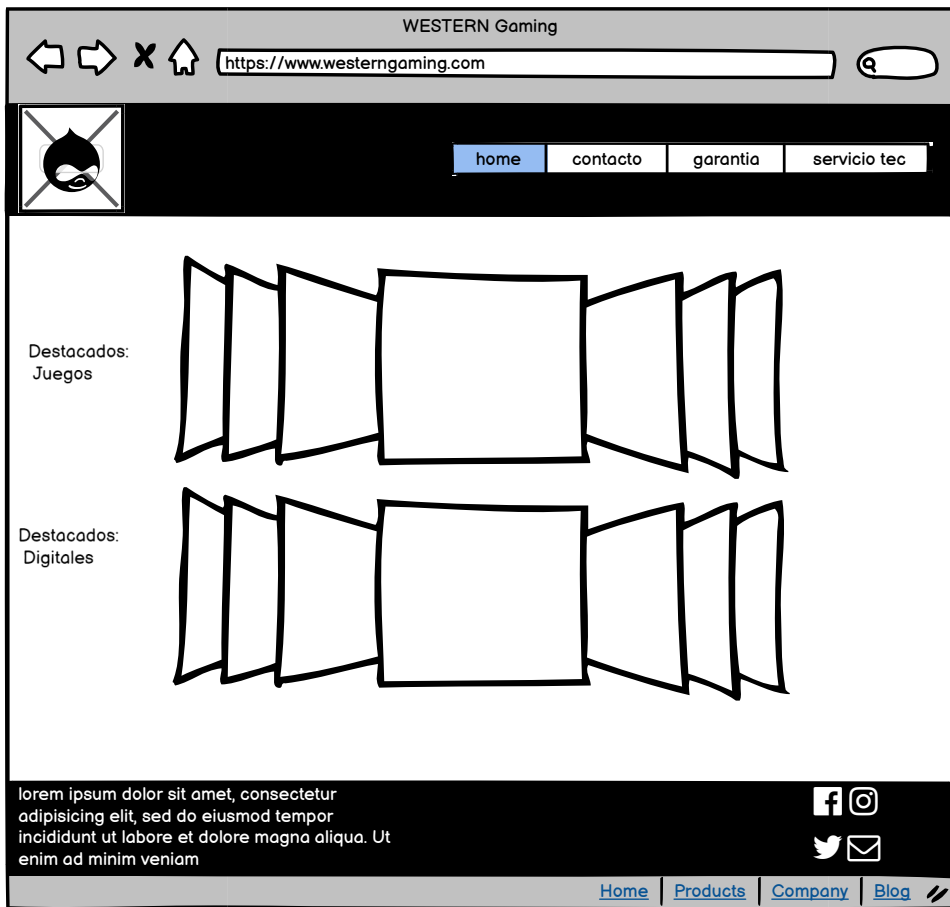 WESTERN Gaming
https://www.westerngaming.com
home
contacto
garantia
servicio tec
Destacados:
Juegos
Destacados:
Digitales
lorem ipsum dolor sit amet, consectetur
adipisicing elit, sed do eiusmod tempor
incididunt ut labore et dolore magna aliqua. Ut
enim ad minim veniam
Home
Products
Company
Blog